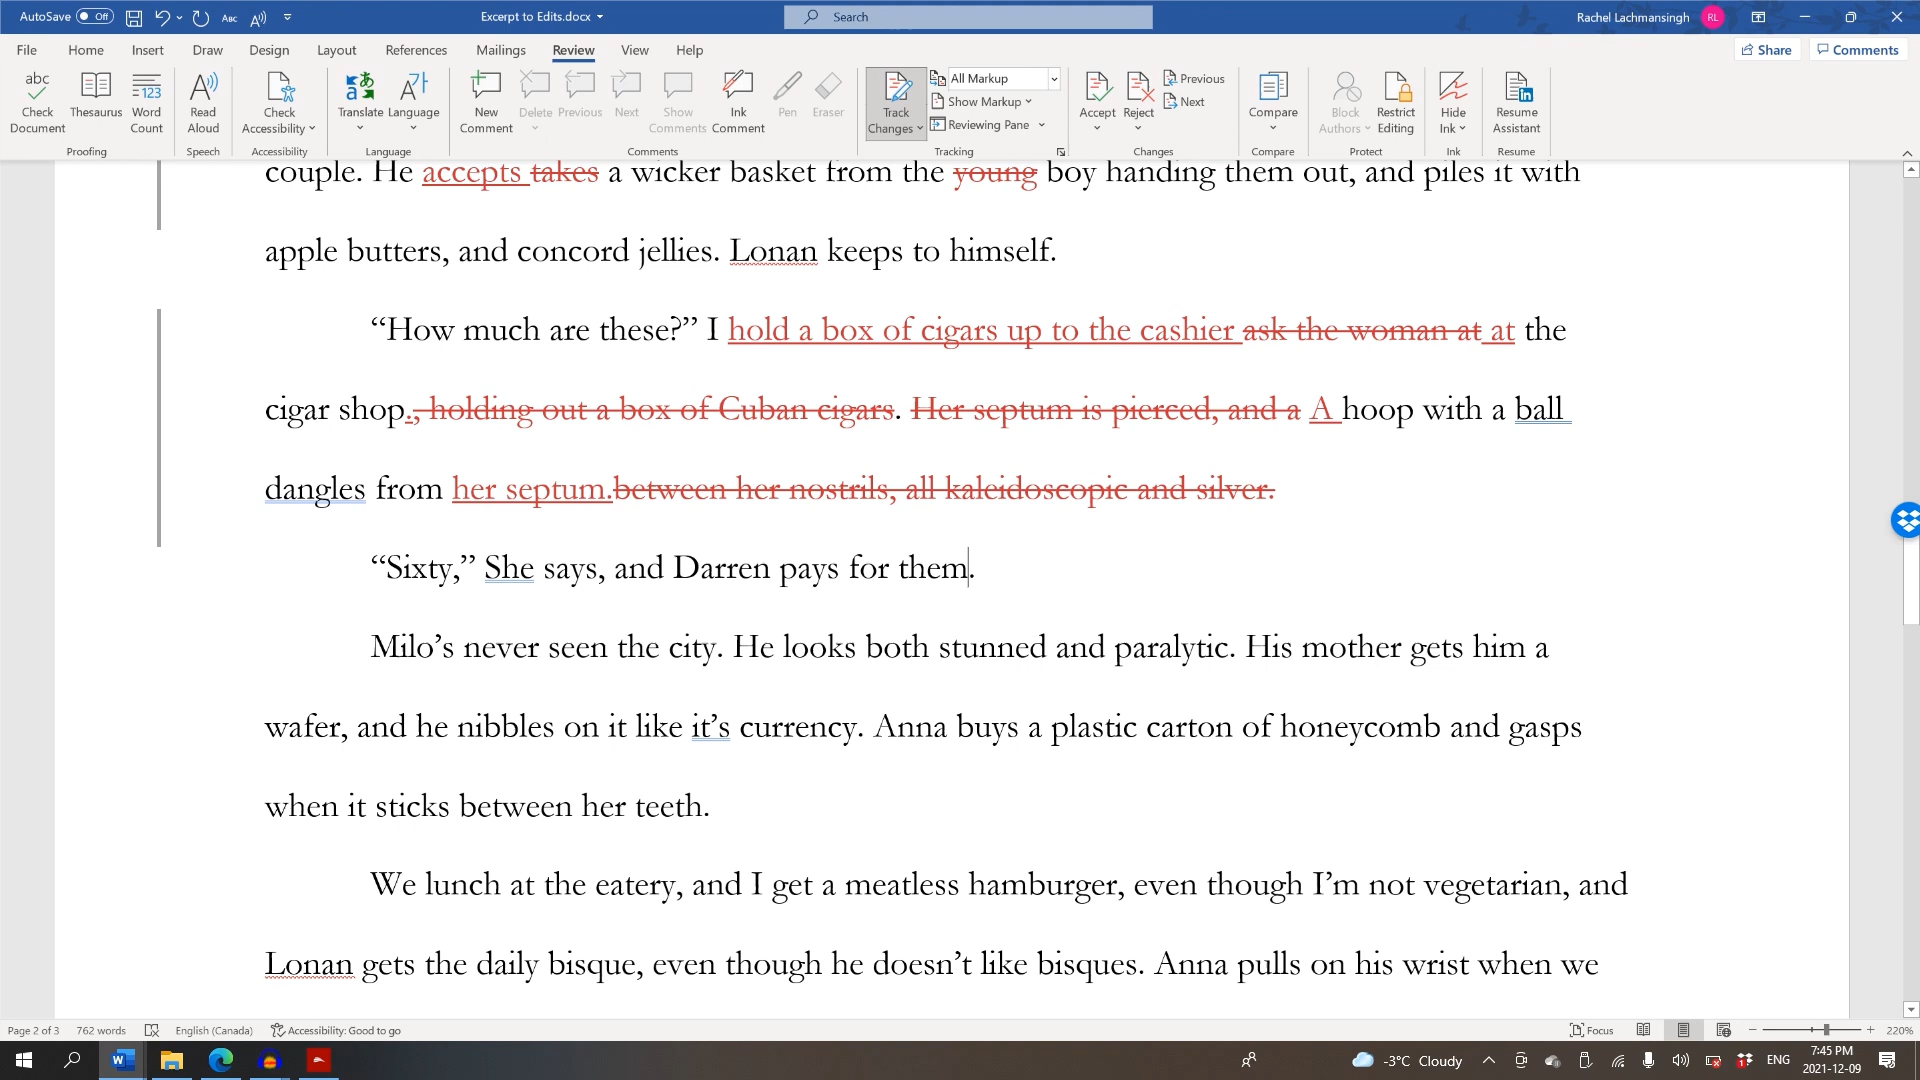 AutoSave Off Excerpt to Edits.docx Search Rachel Lachmansingh RL
File Home Insert Draw Design Layout References Mailings Review View Help Share Comments
Check Document Thesaurus Word Count Read Aloud Check Accessibility Translate Language New Comment Delete Previous Next Show Comments Ink Comment Pen Eraser Track Changes All Markup Show Markup Reviewing Pane Accept Reject Previous Next Compare Block Authors Restrict Editing Hide Ink Resume Assistant
Proofing Speech Accessibility Language Comments Tracking Changes Compare Protect Ink Resume
couple. He accepts takes a wicker basket from the young boy handing them out, and piles it with
apple butters, and concord jellies. Lonan keeps to himself.
“How much are these?” I hold a box of cigars up to the cashier ask the woman at at the
cigar shop., holding out a box of Cuban cigars. Her septum is pierced, and a A hoop with a ball
dangles from her septum.between her nostrils, all kaleidoscopic and silver.
“Sixty,” She says, and Darren pays for them.
Milo’s never seen the city. He looks both stunned and paralytic. His mother gets him a
wafer, and he nibbles on it like it’s currency. Anna buys a plastic carton of honeycomb and gasps
when it sticks between her teeth.
We lunch at the eatery, and I get a meatless hamburger, even though I’m not vegetarian, and
Lonan gets the daily bisque, even though he doesn’t like bisques. Anna pulls on his wrist when we
Page 2 of 3 762 words English (Canada) Accessibility: Good to go Focus 220%
-3°C Cloudy ENG 7:45 PM
2021-12-09